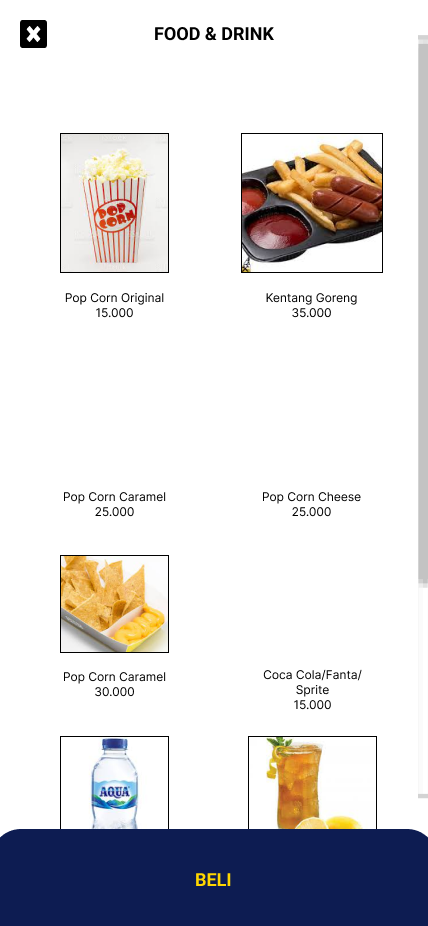 FOOD & DRINK
POP
CORN
Pop Corn Original
15.000
Kentang Goreng
35.000
Pop Corn Caramel
25.000
Pop Corn Cheese
25.000
Pop Corn Caramel
30.000
Coca Cola/Fanta/
Sprite
15.000
AQUA
BELI